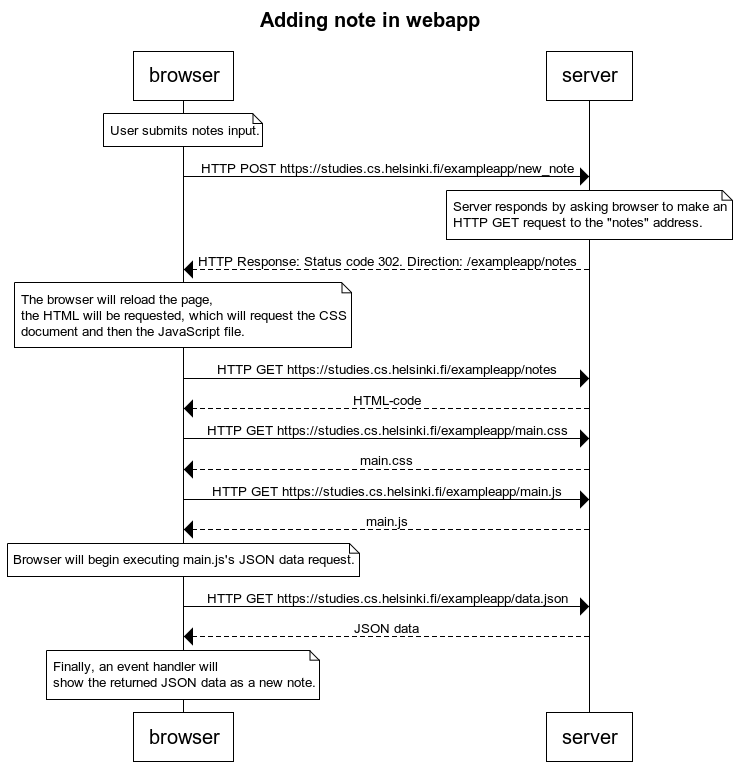 Adding note in webapp
browser
server
User submits notes input.
HTTP POST https://studies.cs.helsinki.fi/exampleapp/new_note
Server responds by asking browser to make an
HTTP GET request to the "notes" address.
HTTP Response: Status code 302. Direction: /exampleapp/notes
The browser will reload the page,
the HTML will be requested, which will request the CSS
document and then the JavaScript file.
HTTP GET https://studies.cs.helsinki.fi/exampleapp/notes
HTML-code
HTTP GET https://studies.cs.helsinki.fi/exampleapp/main.css
main.css
HTTP GET https://studies.cs.helsinki.fi/exampleapp/main.js
main.js
Browser will begin executing main.js's JSON data request.
HTTP GET https://studies.cs.helsinki.fi/exampleapp/data.json
JSON data
Finally, an event handler will
show the returned JSON data as a new note.
browser
server